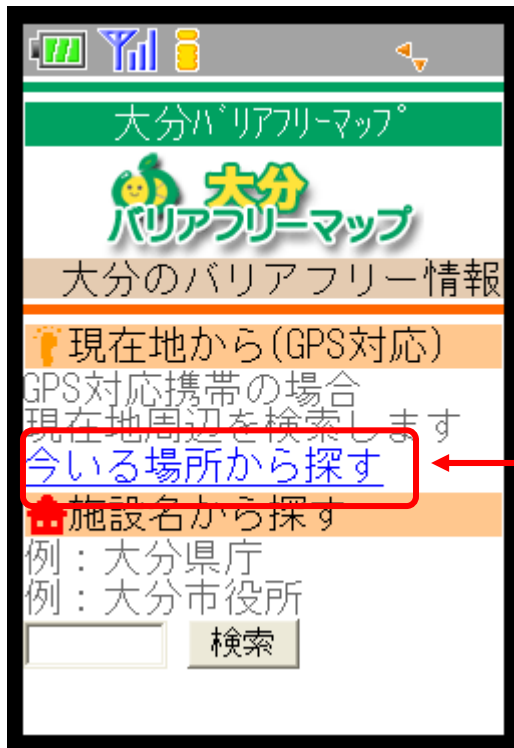 大分バリアフリーマップ
大分
バリアフリーマップ
大分のバリアフリー情報
現在地から(GPS対応)
GPS対応携帯の場合
現在地周辺を検索します
今いる場所から探す
施設名から探す
例：大分県庁
例：大分市役所
検索